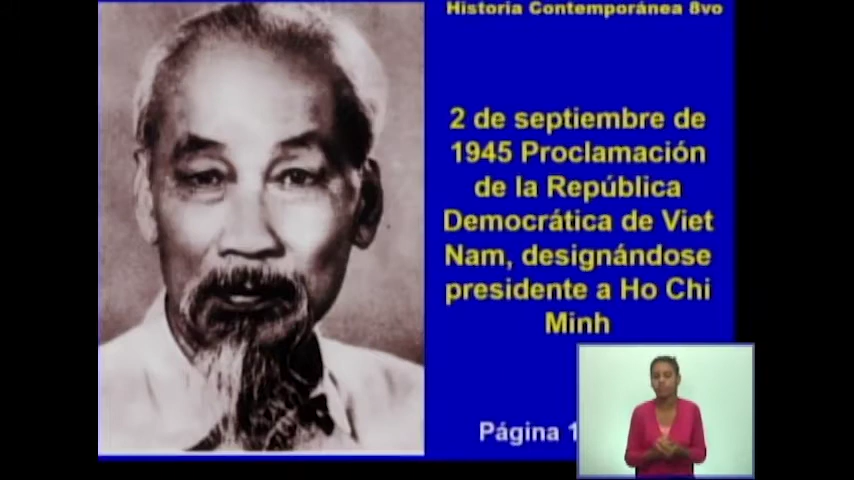 Historia Contemporánea 8vo
2 de septiembre de
1945 Proclamación
de la República
Democrática de Viet
Nam, designándose
presidente a Ho Chi
Minh
Página 1